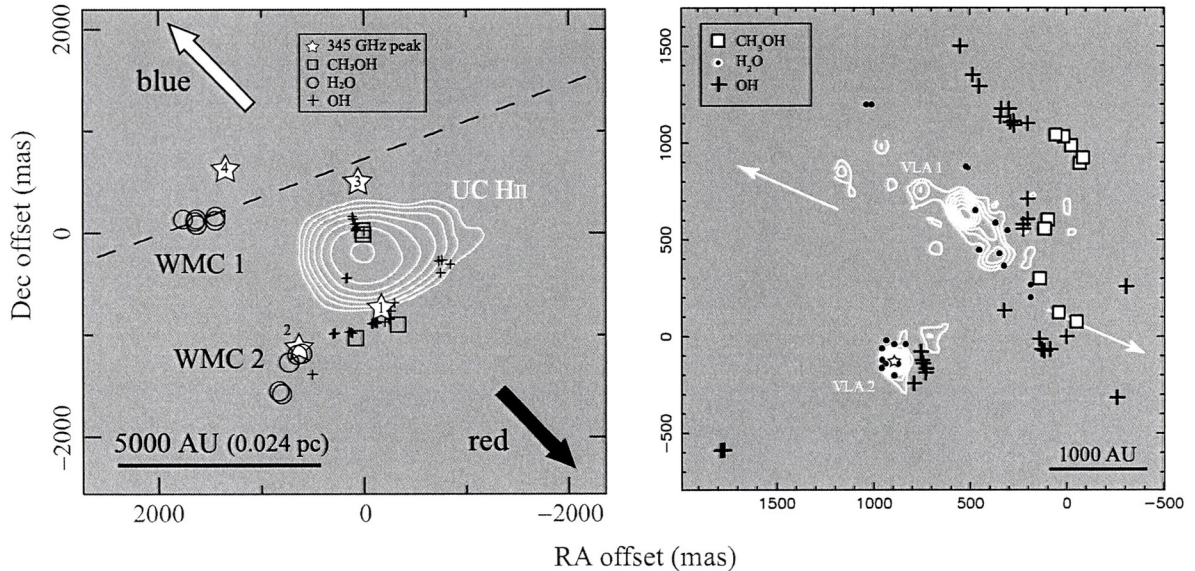 2000
0
−2000
Dec offset (mas)
blue
345 GHz peak
CH₃OH
H₂O
OH
4
3
UC HII
WMC 1
1
2
WMC 2
5000 AU (0.024 pc)
red
2000
0
−2000
1500
1000
500
0
−500
CH₃OH
H₂O
OH
VLA 1
VLA 2
1000 AU
1500
1000
500
0
−500
RA offset (mas)